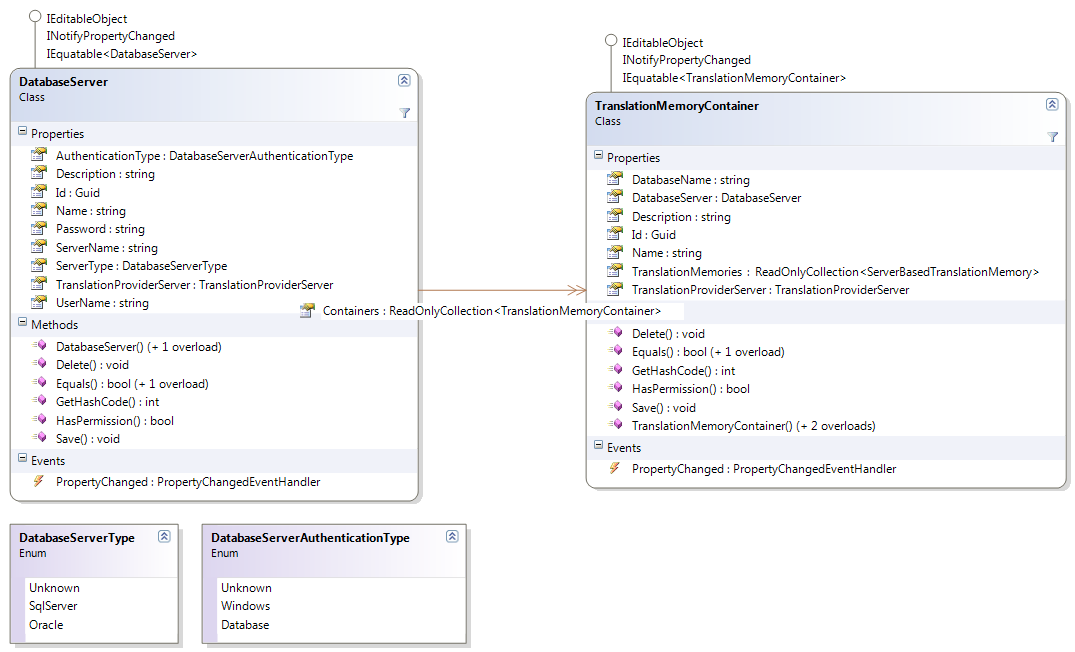 IEditableObject
INotifyPropertyChanged
IEquatable<DatabaseServer>
DatabaseServer
Class
Properties
AuthenticationType : DatabaseServerAuthenticationType
Description : string
Id : Guid
Name : string
Password : string
ServerName : string
ServerType : DatabaseServerType
TranslationProviderServer : TranslationProviderServer
UserName : string
Methods
DatabaseServer() (+ 1 overload)
Delete() : void
Equals() : bool (+ 1 overload)
GetHashCode() : int
HasPermission() : bool
Save() : void
Events
PropertyChanged : PropertyChangedEventHandler
Containers : ReadOnlyCollection<TranslationMemoryContainer>
IEditableObject
INotifyPropertyChanged
IEquatable<TranslationMemoryContainer>
TranslationMemoryContainer
Class
Properties
DatabaseName : string
DatabaseServer : DatabaseServer
Description : string
Id : Guid
Name : string
TranslationMemories : ReadOnlyCollection<ServerBasedTranslationMemory>
TranslationProviderServer : TranslationProviderServer
Delete() : void
Equals() : bool (+ 1 overload)
GetHashCode() : int
HasPermission() : bool
Save() : void
TranslationMemoryContainer() (+ 2 overloads)
Events
PropertyChanged : PropertyChangedEventHandler
DatabaseServerType
Enum
Unknown
SqlServer
Oracle
DatabaseServerAuthenticationType
Enum
Unknown
Windows
Database